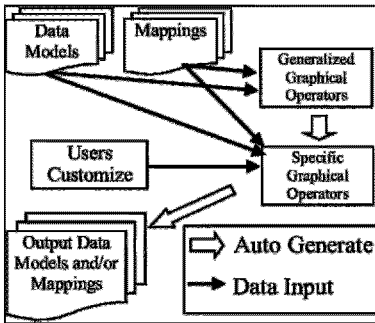 Data
Models
Mappings
Generalized
Graphical
Operators
Users
Customize
Specific
Graphical
Operators
Output Data
Models and/or
Mappings
Auto Generate
Data Input